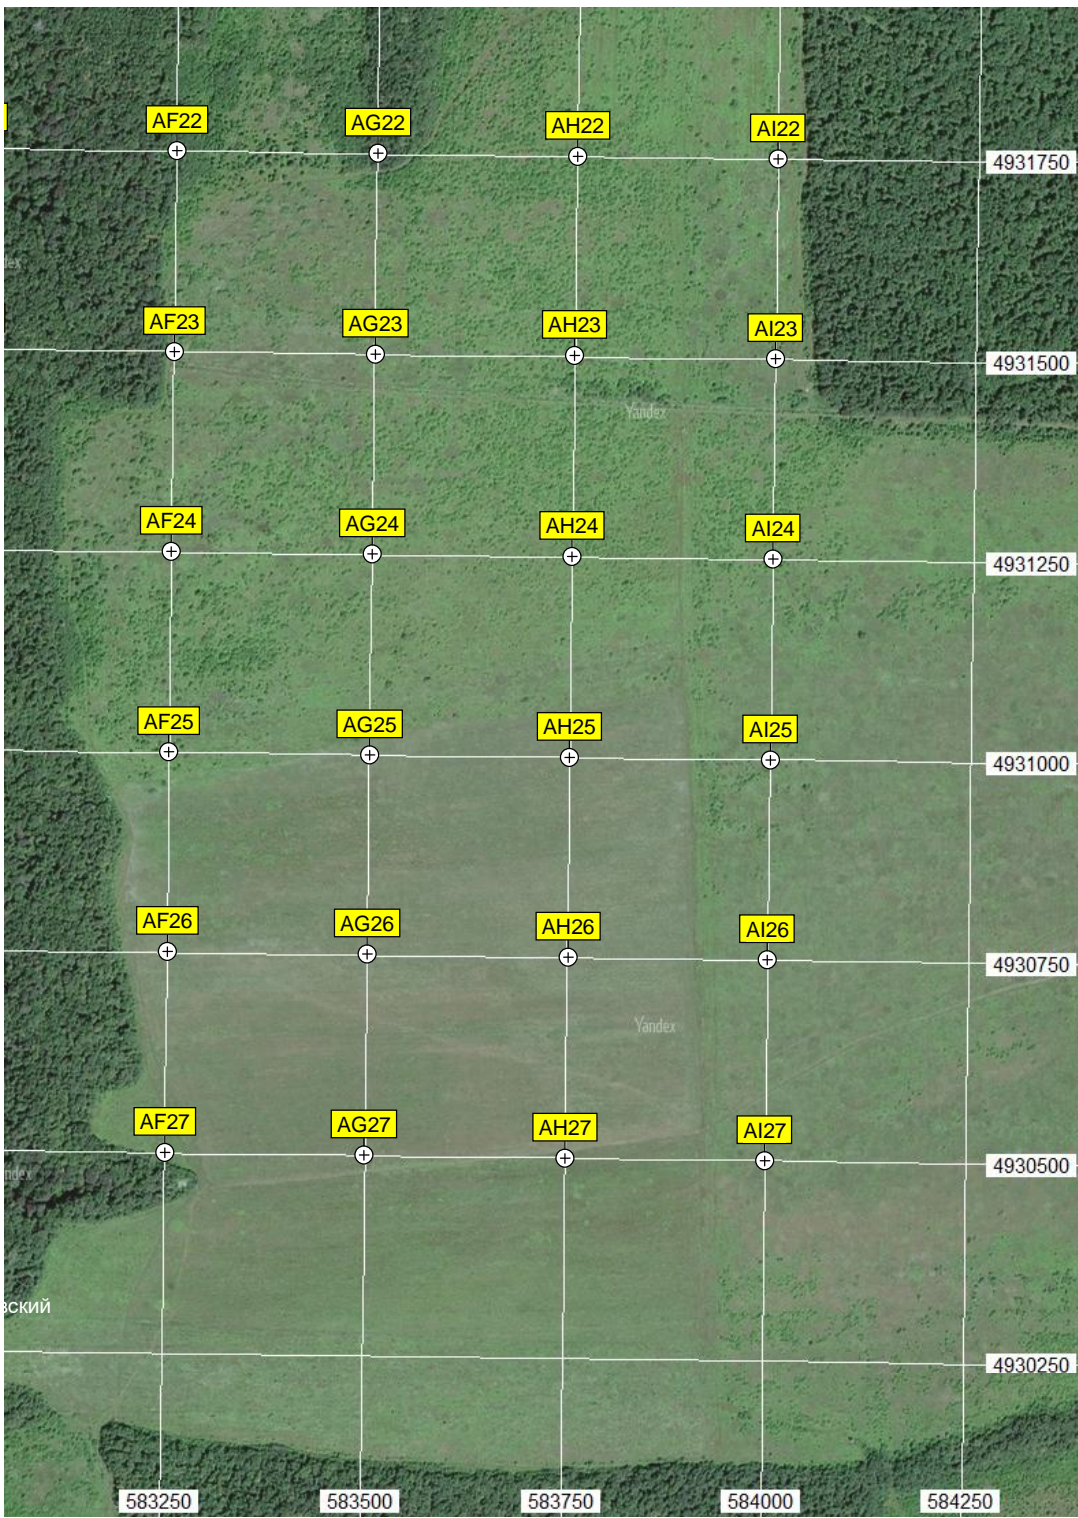 AF22 AG22 AH22 AI22
4931750
AF23 AG23 AH23 AI23
4931500
Yandex
AF24 AG24 AH24 AI24
4931250
AF25 AG25 AH25 AI25
4931000
AF26 AG26 AH26 AI26
4930750
Yandex
AF27 AG27 AH27 AI27
4930500
ndex
вский
4930250
583250 583500 583750 584000 584250